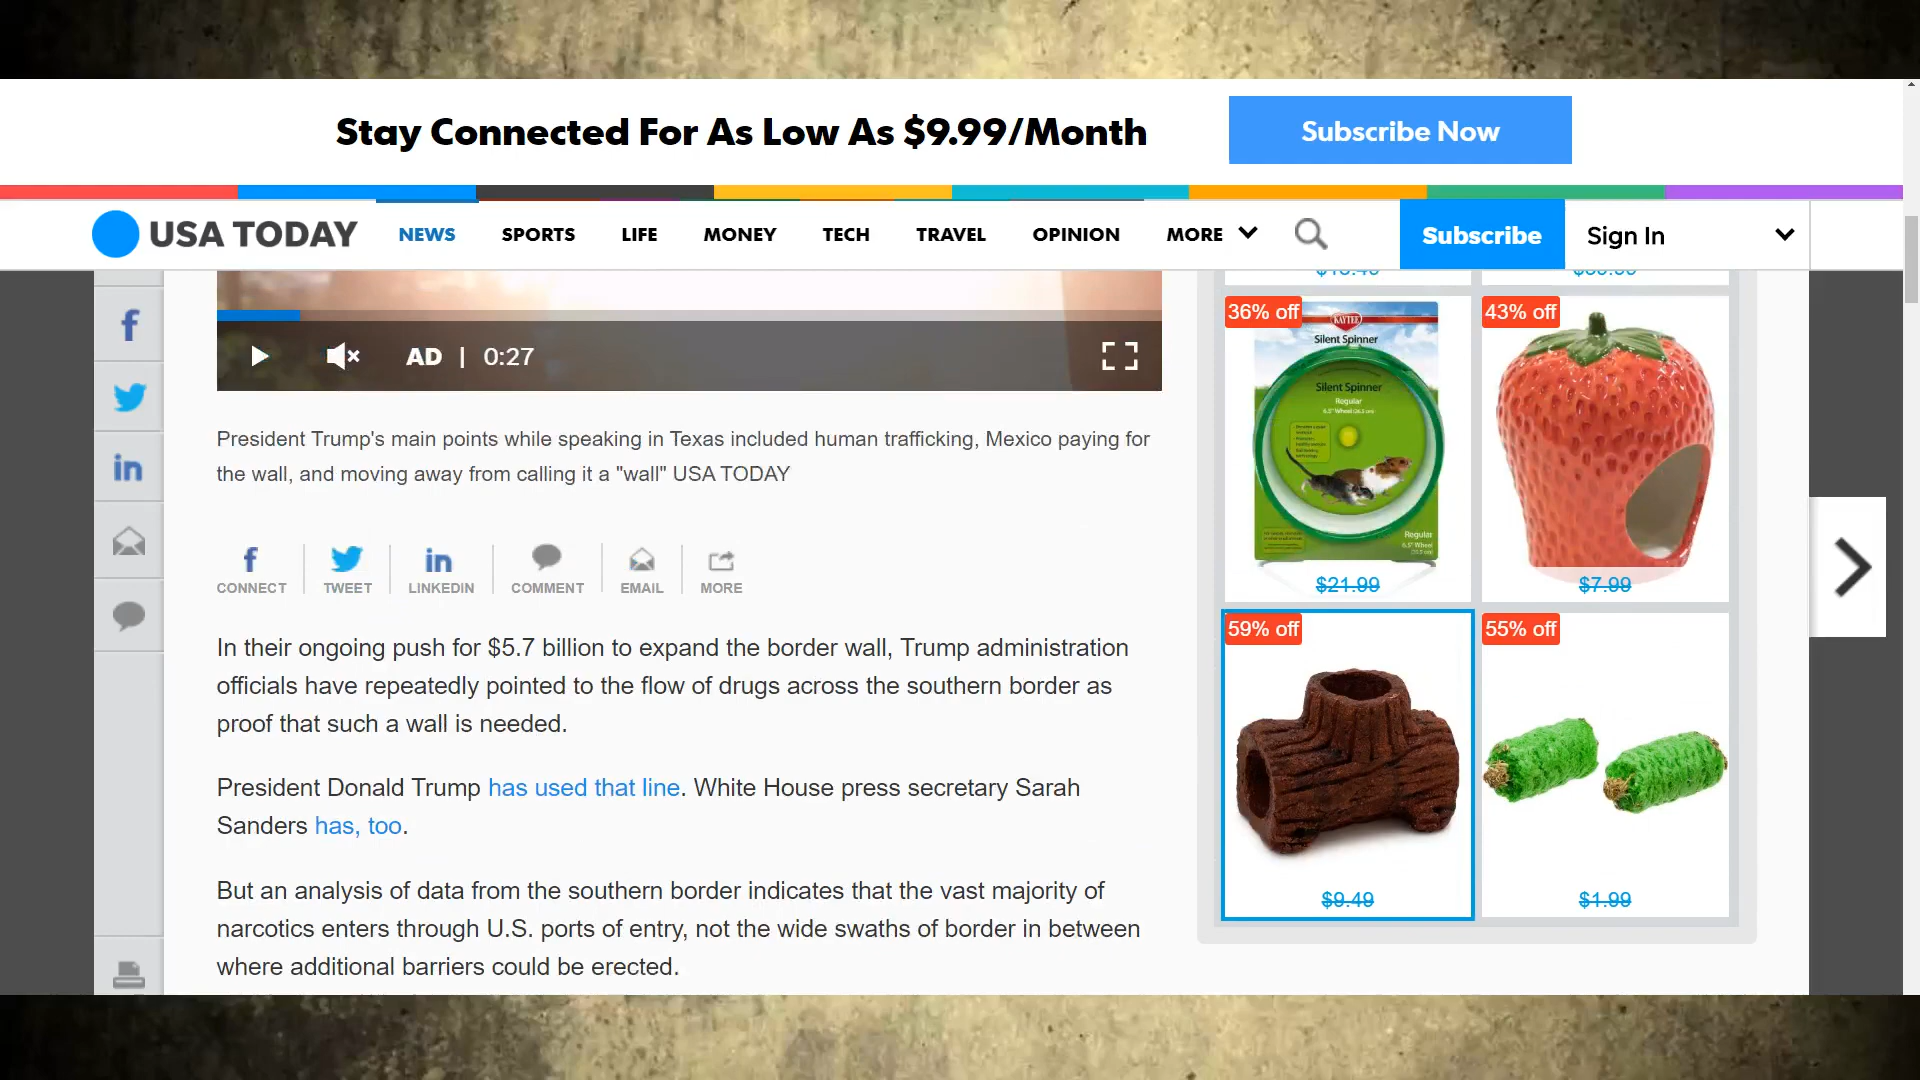 Stay Connected For As Low As $9.99/Month
Subscribe Now
USA TODAY
NEWS
SPORTS
LIFE
MONEY
TECH
TRAVEL
OPINION
MORE
Subscribe
Sign In
AD | 0:27
President Trump's main points while speaking in Texas included human trafficking, Mexico paying for
the wall, and moving away from calling it a "wall" USA TODAY
CONNECT
TWEET
LINKEDIN
COMMENT
EMAIL
MORE
In their ongoing push for $5.7 billion to expand the border wall, Trump administration
officials have repeatedly pointed to the flow of drugs across the southern border as
proof that such a wall is needed.
President Donald Trump has used that line. White House press secretary Sarah
Sanders has, too.
But an analysis of data from the southern border indicates that the vast majority of
narcotics enters through U.S. ports of entry, not the wide swaths of border in between
where additional barriers could be erected.
36% off
KAYTEE
Silent Spinner
Silent Spinner
Regular
Regular
$21.99
43% off
$7.99
59% off
$9.49
55% off
$1.99